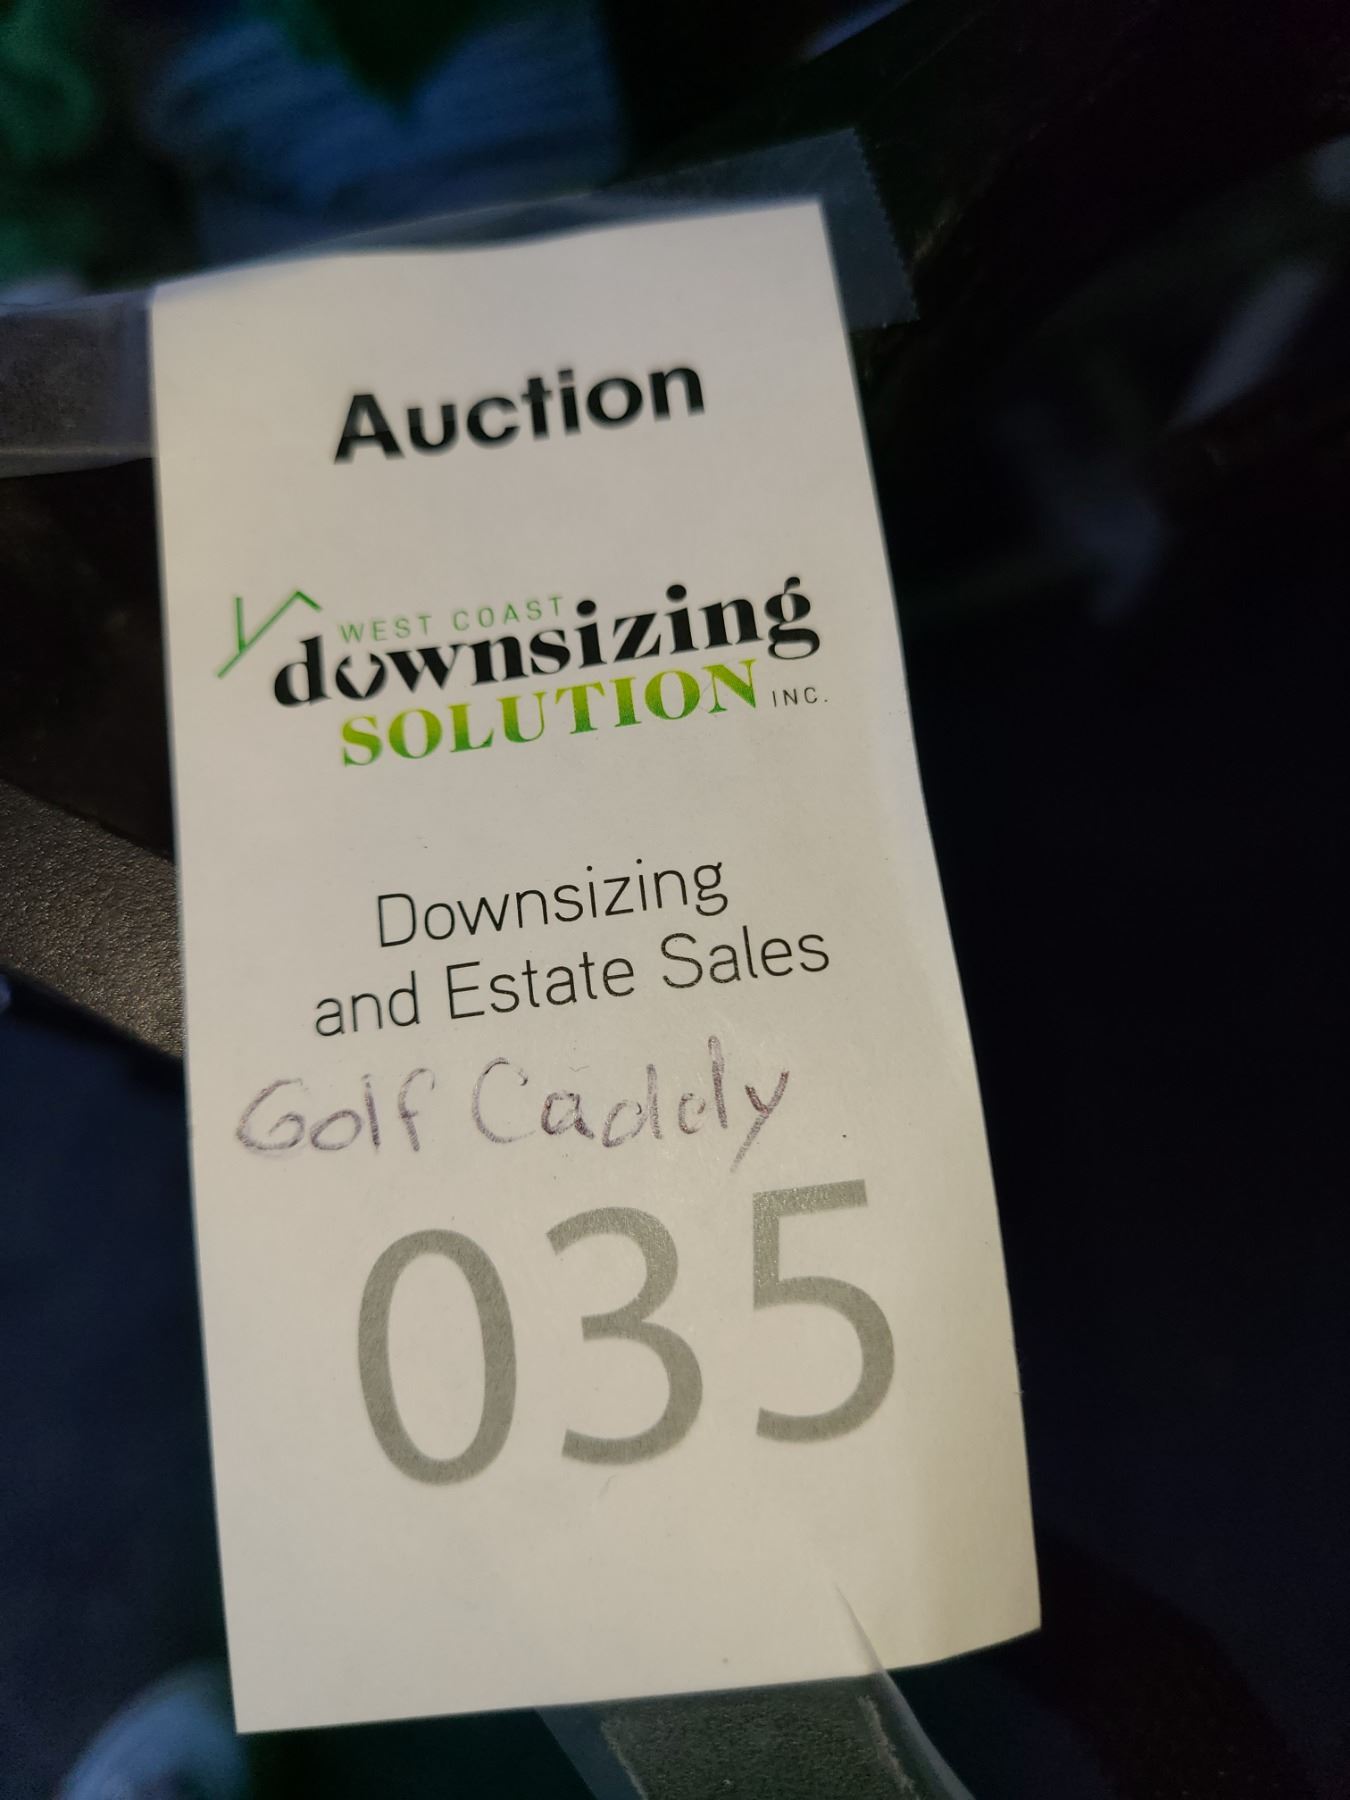 Auction
WEST COAST
downsizing
SOLUTION INC.
Downsizing
and Estate Sales
Golf Caddy
035